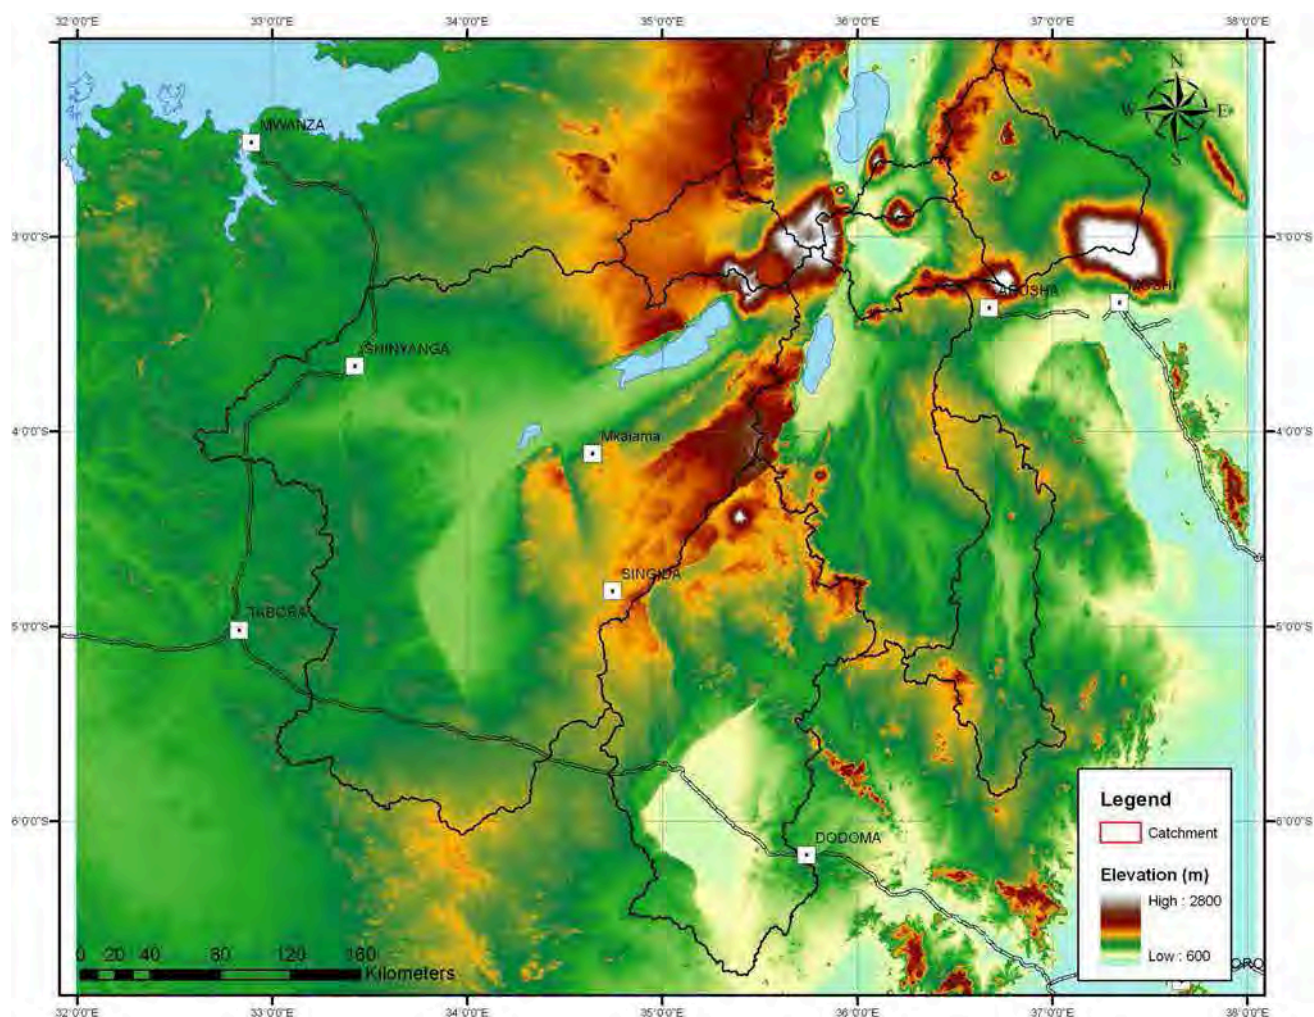 32°0'0"E 33°0'0"E 34°0'0"E 35°0'0"E 36°0'0"E 37°0'0"E 38°0'0"E
N
W E
S
MWANZA
3°0'0"S 3°0'0"S
ARUSHA
MOSHI
SHINYANGA
4°0'0"S 4°0'0"S
Mkalama
SINGIDA
TABORA
5°0'0"S 5°0'0"S
Legend
Catchment
6°0'0"S 6°0'0"S
DODOMA
Elevation (m)
High : 2800
Low : 600
0 20 40 80 120 160
Kilometers
32°0'0"E 33°0'0"E 34°0'0"E 35°0'0"E 36°0'0"E 37°0'0"E 38°0'0"E